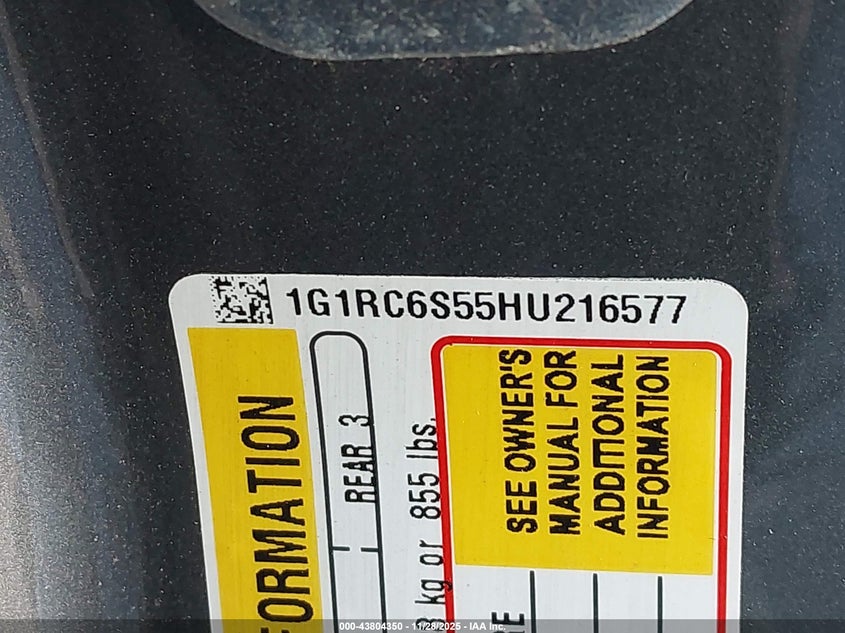 1G1RC6S55HU216577
FORMATION
REAR 3
kg or 855 lbs.
SEE OWNER'S
MANUAL FOR
ADDITIONAL
INFORMATION
000-43804350 - 11/28/2025 - IAA Inc.